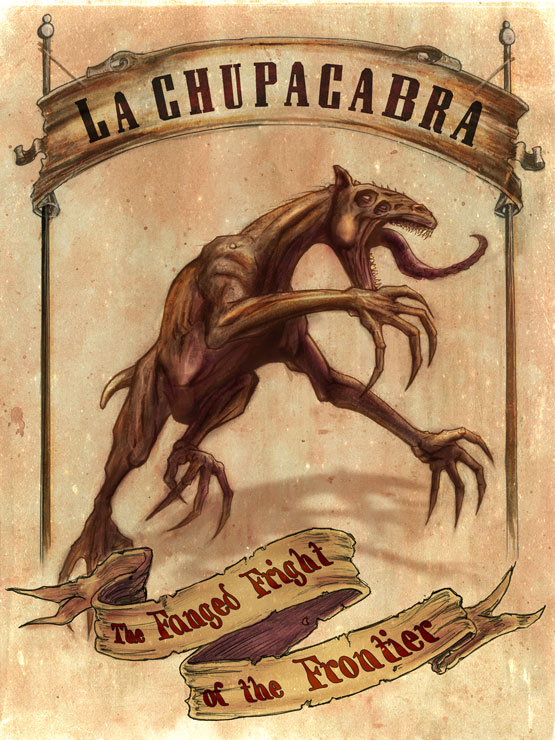 LA CHUPACABRA
The Fanged Fright
of the Frontier